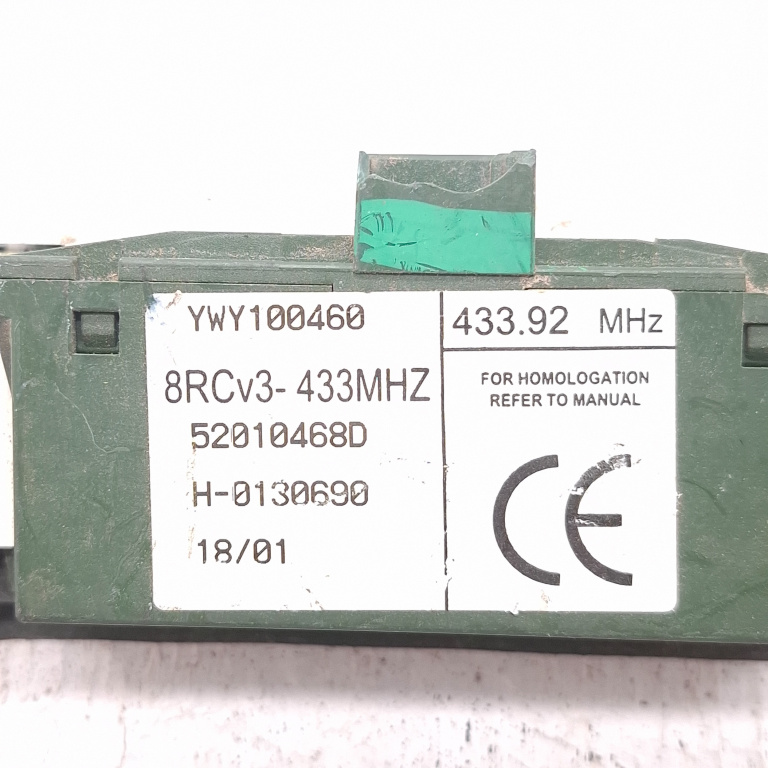 YWY100460
8RCv3- 433MHZ
52010468D
H-0130690
18/01
433.92 MHz
FOR HOMOLOGATION
REFER TO MANUAL
CE